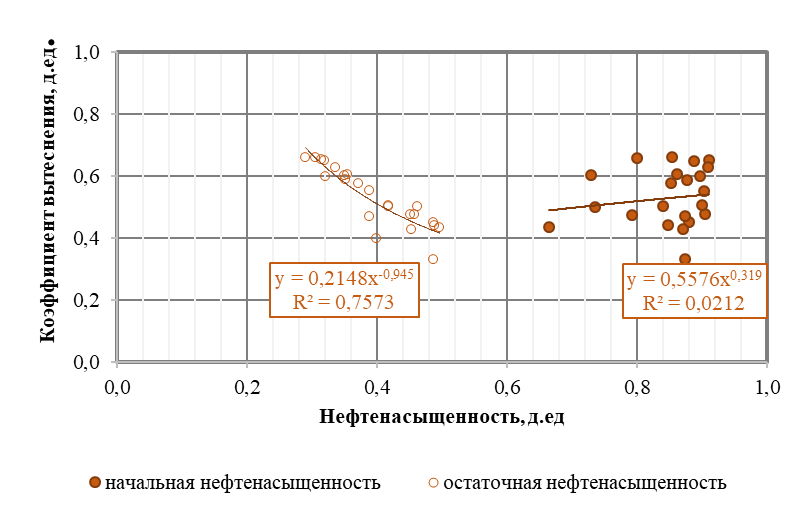 Коэффициент вытеснения, д.ед.
1,0
0,8
0,6
0,4
0,2
0,0
y = 0,2148x^-0,945
R² = 0,7573
y = 0,5576x^0,319
R² = 0,0212
0,0 0,2 0,4 0,6 0,8 1,0
Нефтенасыщенность, д.ед
начальная нефтенасыщенность остаточная нефтенасыщенность